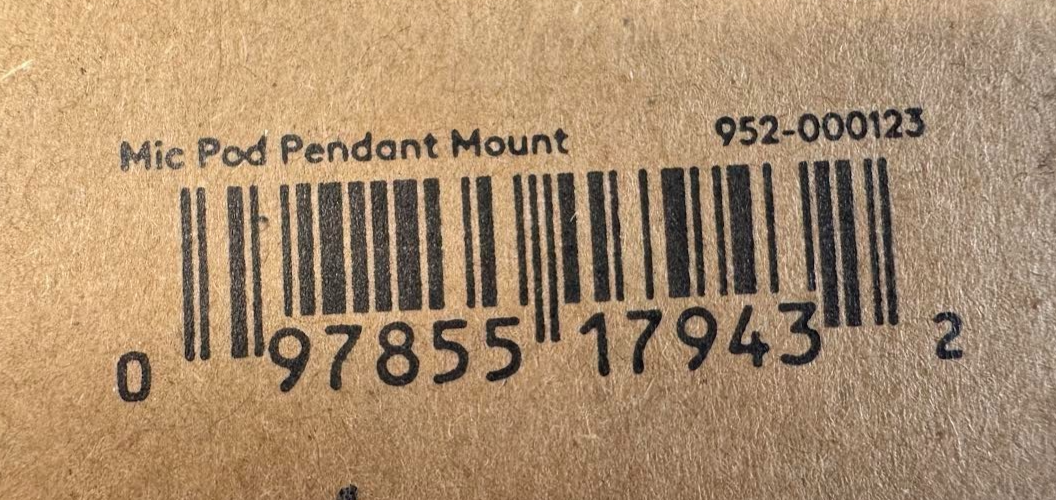 Mic Pod Pendant Mount 952-000123
0 97855 17943 2